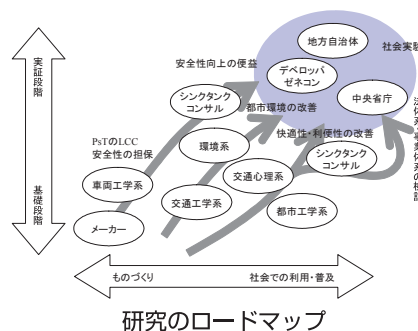 地方自治体
社会実験
実証段階
安全性向上の便益
デベロッパ
ゼネコン
中央省庁
シンクタンク
コンサル
都市環境の改善
快適性・利便性の改善
PsTのLCC
安全性の担保
環境系
シンクタンク
コンサル
車両工学系
交通心理系
基礎段階
交通工学系
都市工学系
メーカー
ものづくり
社会での利用・普及
研究のロードマップ